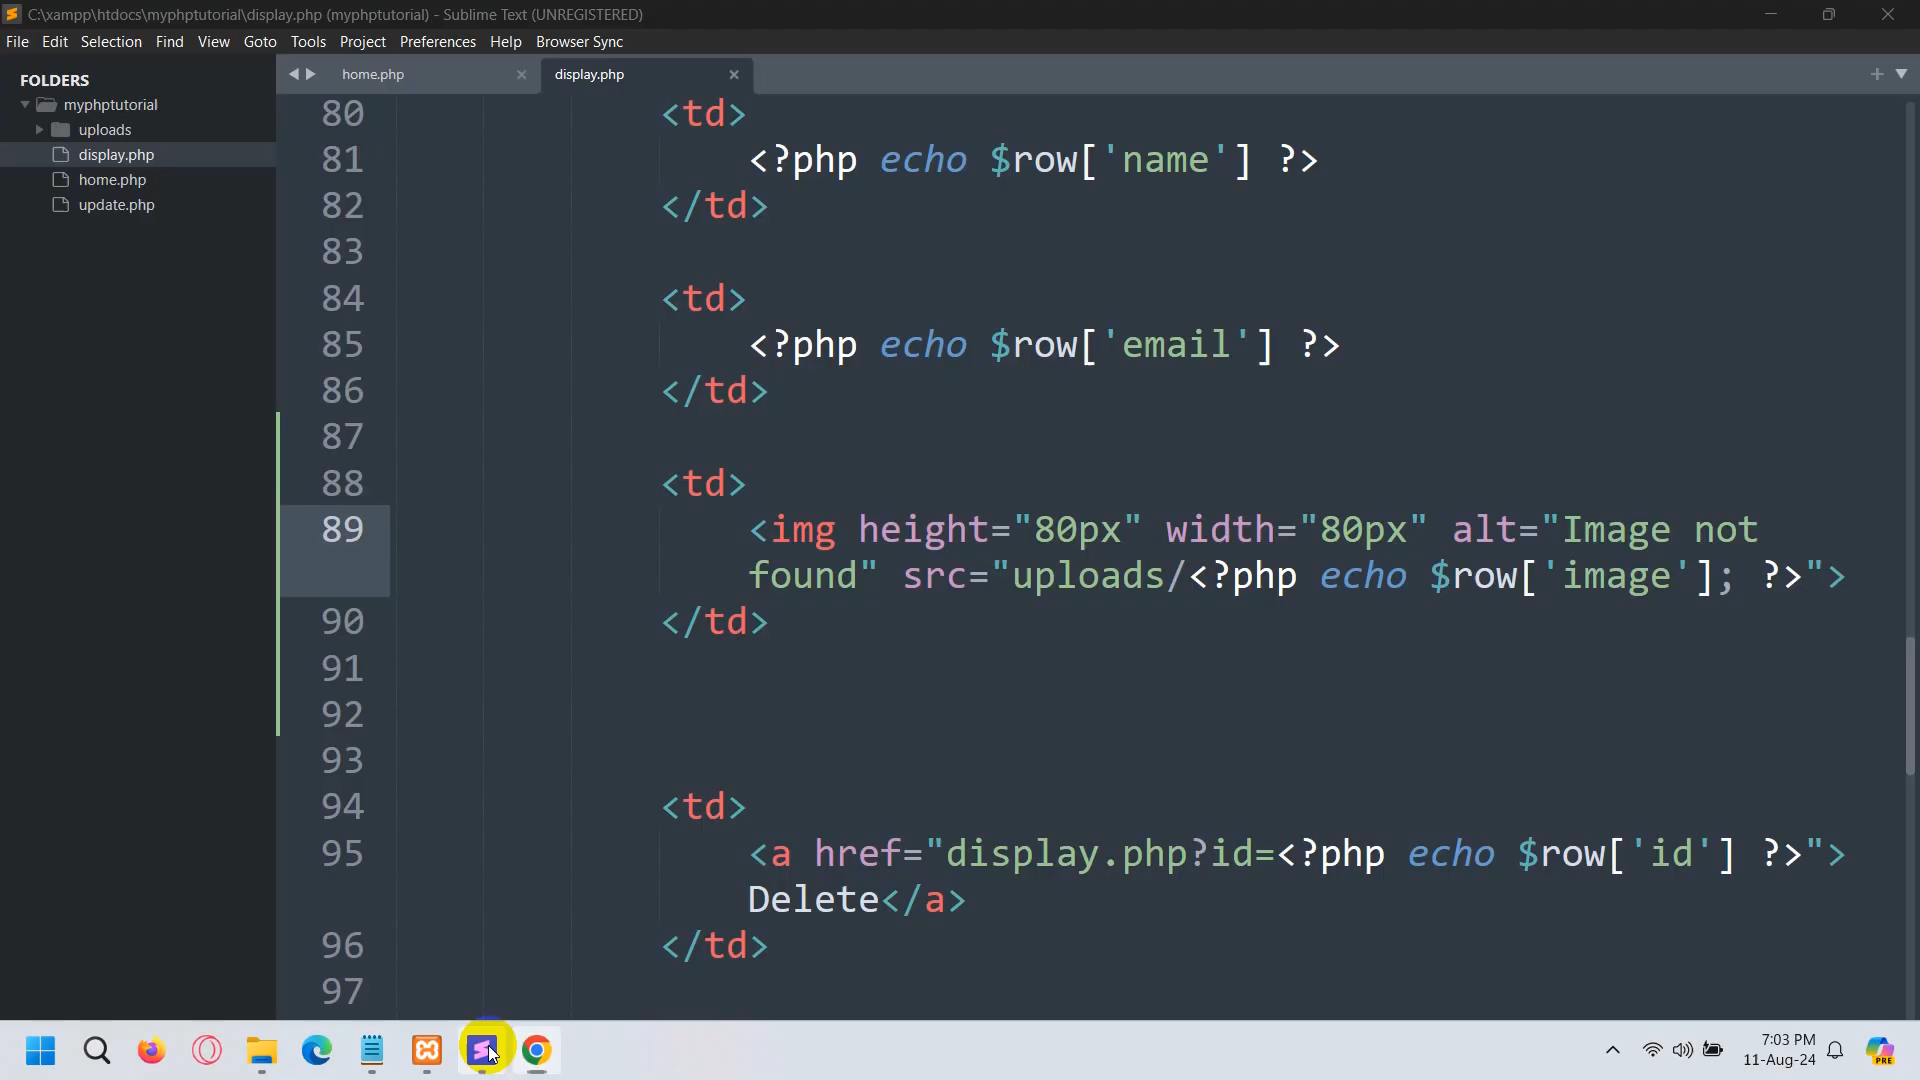 C:\xampp\htdocs\myphptutorial\display.php (myphptutorial) - Sublime Text (UNREGISTERED)
File Edit Selection Find View Goto Tools Project Preferences Help Browser Sync
FOLDERS
myphptutorial
uploads
display.php
home.php
update.php
home.php
display.php
80 <td>
81 <?php echo $row['name'] ?>
82 </td>
83
84 <td>
85 <?php echo $row['email'] ?>
86 </td>
87
88 <td>
89 <img height="80px" width="80px" alt="Image not
found" src="uploads/<?php echo $row['image']; ?>">
90 </td>
91
92
93
94 <td>
95 <a href="display.php?id=<?php echo $row['id'] ?>">
Delete</a>
96 </td>
97
7:03 PM
11-Aug-24
PRE